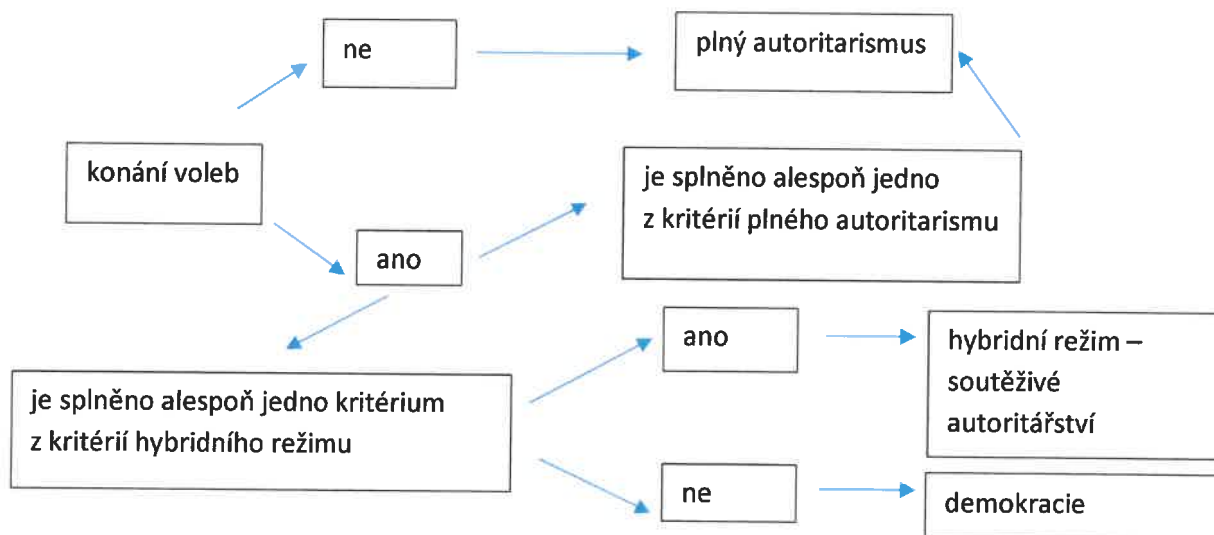 ne
plný autoritarismus
konání voleb
je splněno alespoň jedno
z kritérií plného autoritarismu
ano
ano
hybridní režim –
soutěživé
autoritářství
je splněno alespoň jedno kritérium
z kritérií hybridního režimu
ne
demokracie